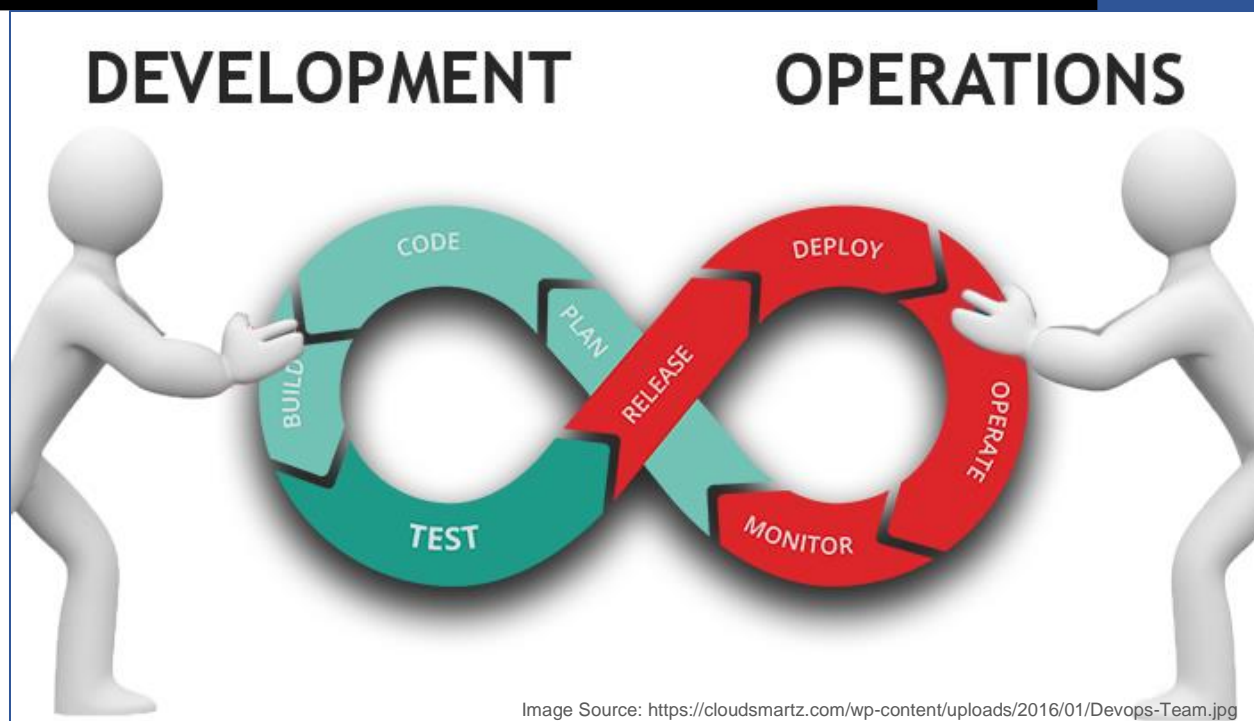 DEVELOPMENT
OPERATIONS
CODE
PLAN
BUILD
TEST
RELEASE
DEPLOY
OPERATE
MONITOR
Image Source: https://cloudsmartz.com/wp-content/uploads/2016/01/Devops-Team.jpg